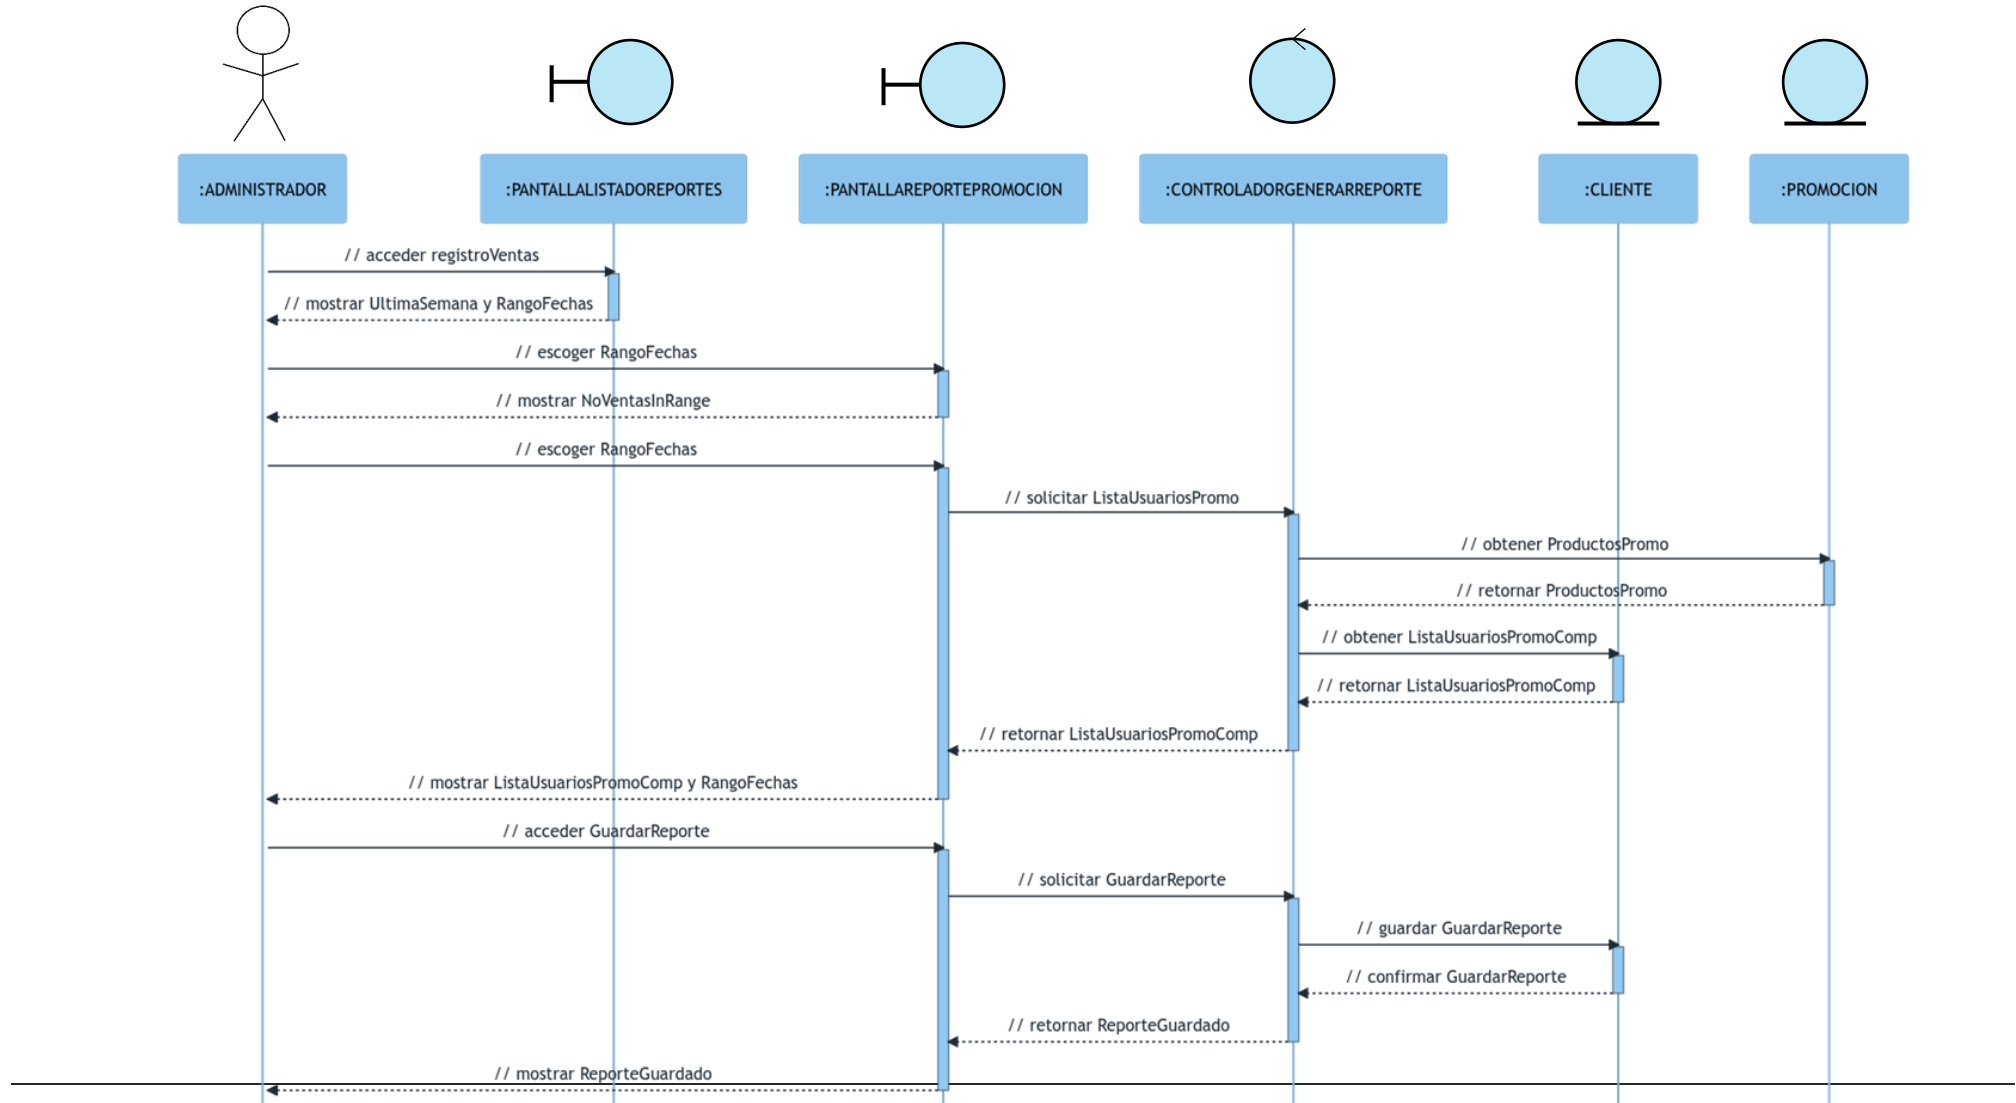 :ADMINISTRADOR
:PANTALLALISTADOREPORTES
:PANTALLAREPORTEPROMOCION
:CONTROLADORGENERARREPORTE
:CLIENTE
:PROMOCION
// acceder registroVentas
// mostrar UltimaSemana y RangoFechas
// escoger RangoFechas
// mostrar NoVentasInRange
// escoger RangoFechas
// solicitar ListaUsuariosPromo
// obtener ProductosPromo
// retornar ProductosPromo
// obtener ListaUsuariosPromoComp
// retornar ListaUsuariosPromoComp
// retornar ListaUsuariosPromoComp
// mostrar ListaUsuariosPromoComp y RangoFechas
// acceder GuardarReporte
// solicitar GuardarReporte
// guardar GuardarReporte
// confirmar GuardarReporte
// retornar ReporteGuardado
// mostrar ReporteGuardado